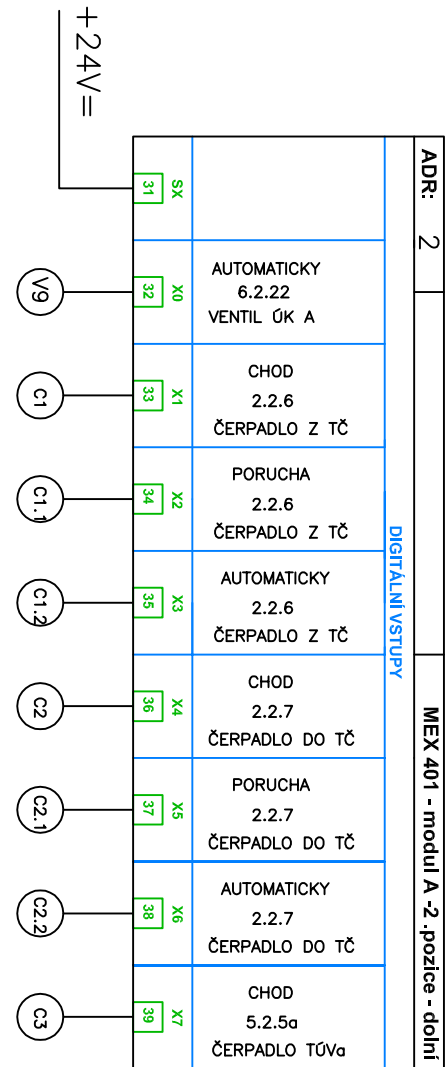 +24V=
ADR: 2
MEX 401 - modul A -2 .pozice - dolní
DIGITÁLNÍ VSTUPY
31 SX
V9 32 X0
AUTOMATICKY
6.2.22
VENTIL ÚK A
C1 33 X1
CHOD
2.2.6
ČERPADLO Z TČ
C1.1 34 X2
PORUCHA
2.2.6
ČERPADLO Z TČ
C1.2 35 X3
AUTOMATICKY
2.2.6
ČERPADLO Z TČ
C2 36 X4
CHOD
2.2.7
ČERPADLO DO TČ
C2.1 37 X5
PORUCHA
2.2.7
ČERPADLO DO TČ
C2.2 38 X6
AUTOMATICKY
2.2.7
ČERPADLO DO TČ
C3 39 X7
CHOD
5.2.5a
ČERPADLO TÚVa